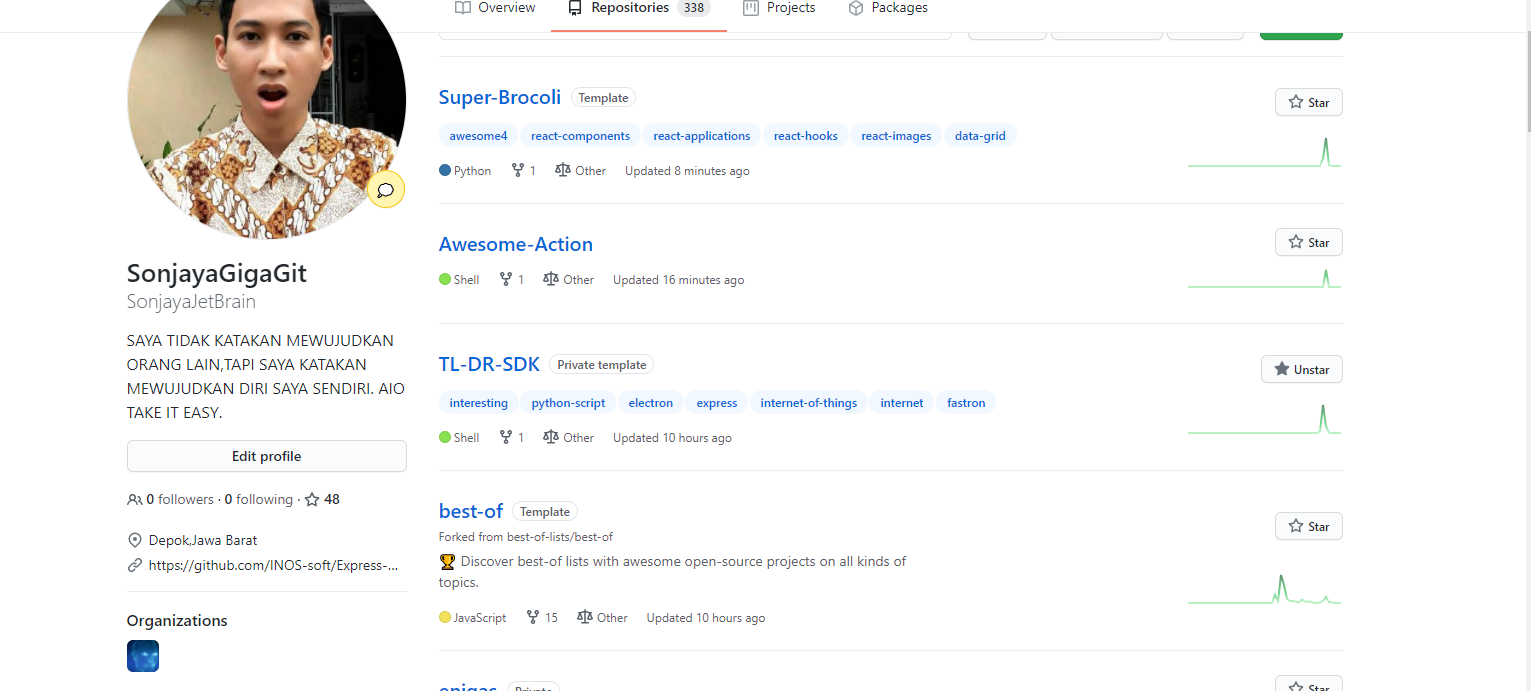 Overview
Repositories 338
Projects
Packages
SonjayaGigaGit
SonjayaJetBrain
SAYA TIDAK KATAKAN MEWUJUDKAN
ORANG LAIN,TAPI SAYA KATAKAN
MEWUJUDKAN DIRI SAYA SENDIRI. AIO
TAKE IT EASY.
Edit profile
0 followers · 0 following · 48
Depok,Jawa Barat
https://github.com/INOS-soft/Express-...
Organizations
Super-Brocoli Template
Star
awesome4 react-components react-applications react-hooks react-images data-grid
Python 1 Other Updated 8 minutes ago
Awesome-Action
Star
Shell 1 Other Updated 16 minutes ago
TL-DR-SDK Private template
Unstar
interesting python-script electron express internet-of-things internet fastron
Shell 1 Other Updated 10 hours ago
best-of Template
Star
Forked from best-of-lists/best-of
🏆 Discover best-of lists with awesome open-source projects on all kinds of
topics.
JavaScript 15 Other Updated 10 hours ago
enigas Private
Star